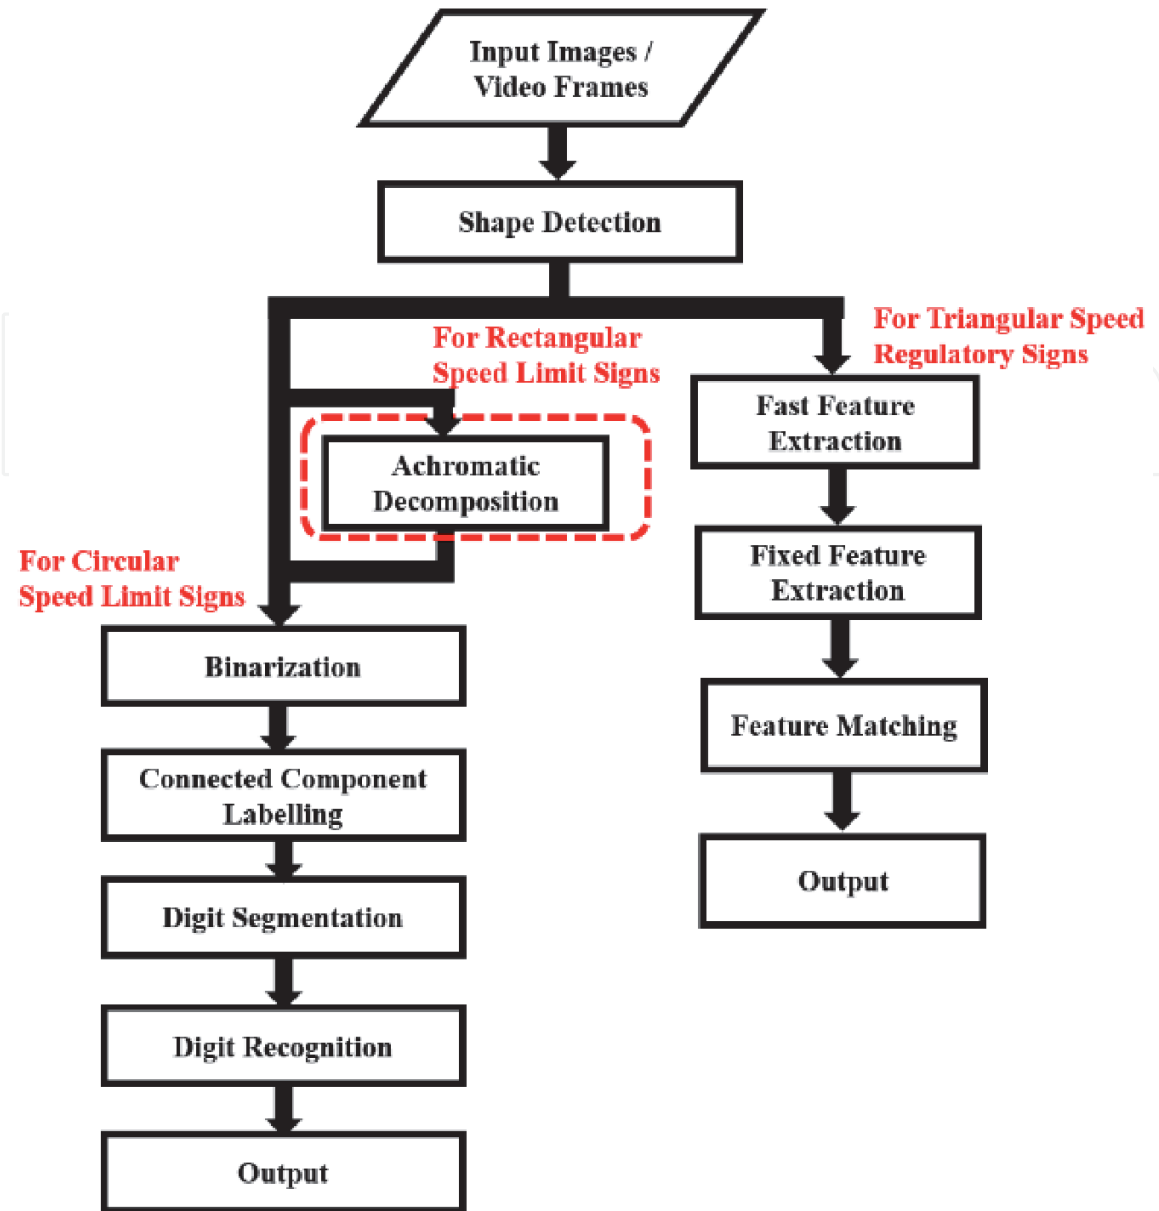 Input Images /
Video Frames
Shape Detection
For Rectangular
Speed Limit Signs
For Triangular Speed
Regulatory Signs
Achromatic
Decomposition
Fast Feature
Extraction
For Circular
Speed Limit Signs
Fixed Feature
Extraction
Binarization
Feature Matching
Connected Component
Labelling
Output
Digit Segmentation
Digit Recognition
Output